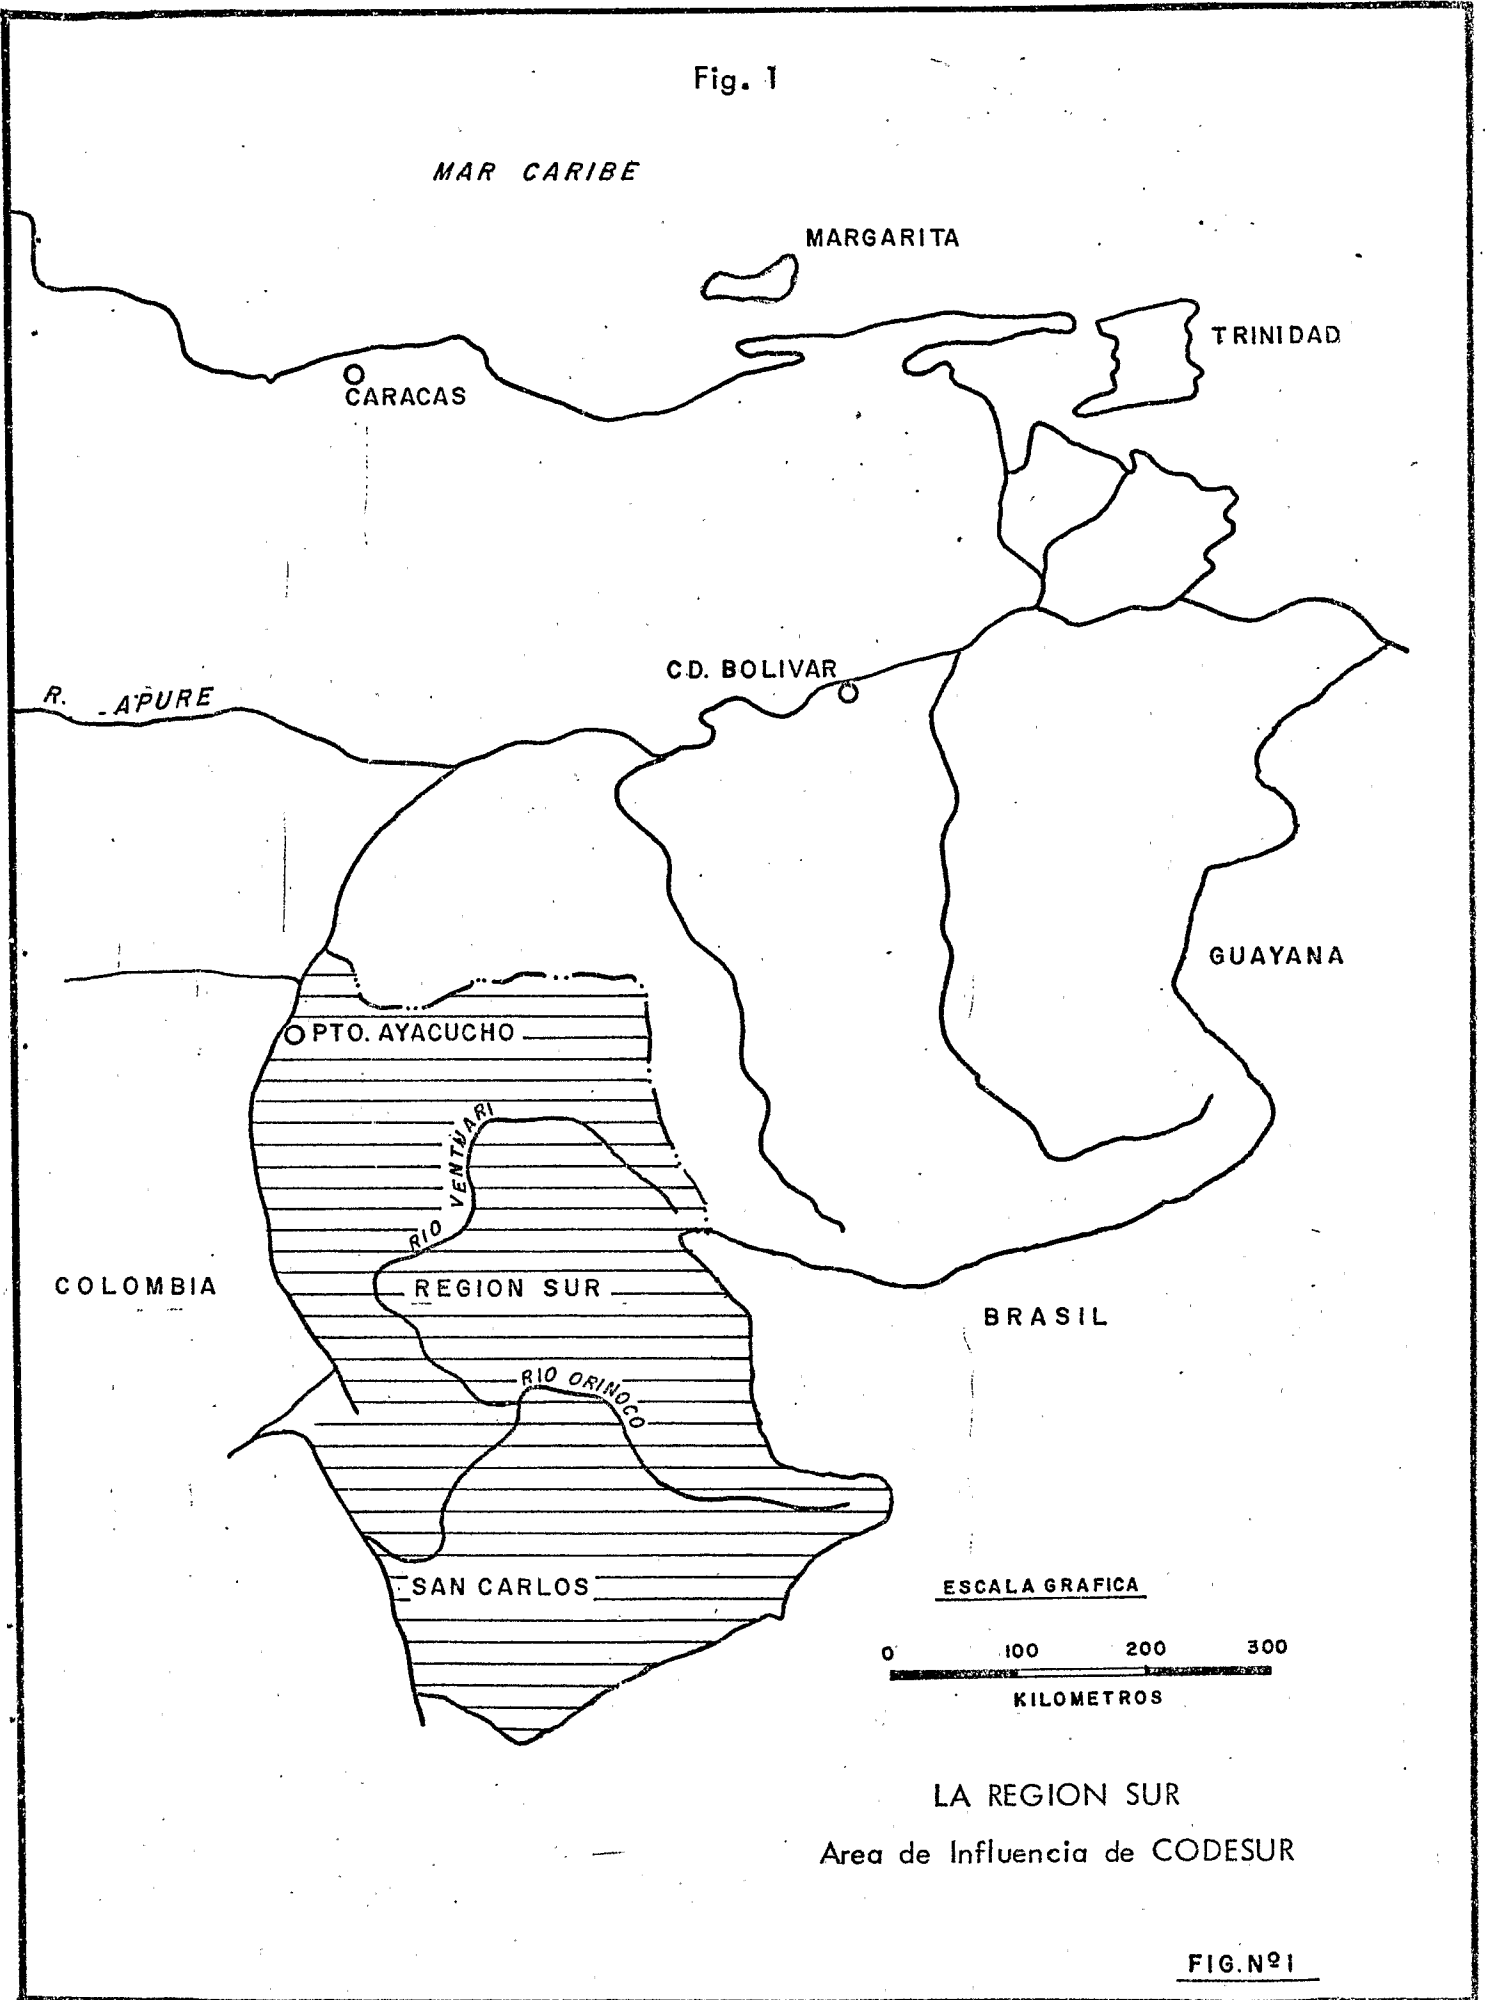 Fig. 1
MAR CARIBE
MARGARITA
TRINIDAD
CARACAS
C.D. BOLIVAR
R. APURE
GUAYANA
PTO. AYACUCHO
RIO VENTUARI
COLOMBIA
REGION SUR
BRASIL
RIO ORINOCO
SAN CARLOS
ESCALA GRAFICA
0 100 200 300
KILOMETROS
LA REGION SUR
Area de Influencia de CODESUR
FIG. Nº 1